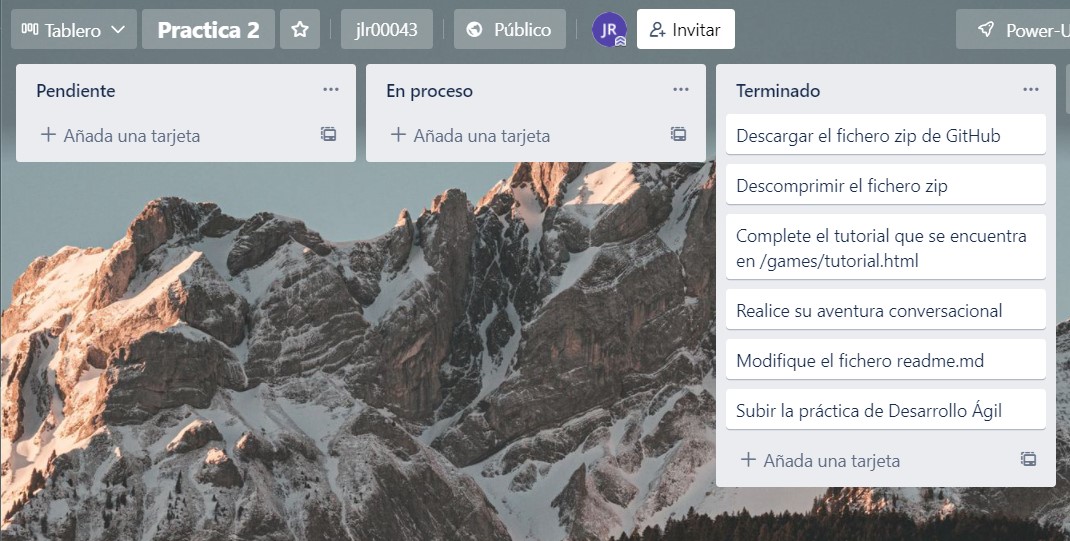 Tablero
Practica 2
jlr00043
Público
JR
Invitar
Power-U
Pendiente
Añada una tarjeta
En proceso
Añada una tarjeta
Terminado
Descargar el fichero zip de GitHub
Descomprimir el fichero zip
Complete el tutorial que se encuentra
en /games/tutorial.html
Realice su aventura conversacional
Modifique el fichero readme.md
Subir la práctica de Desarrollo Ágil
Añada una tarjeta